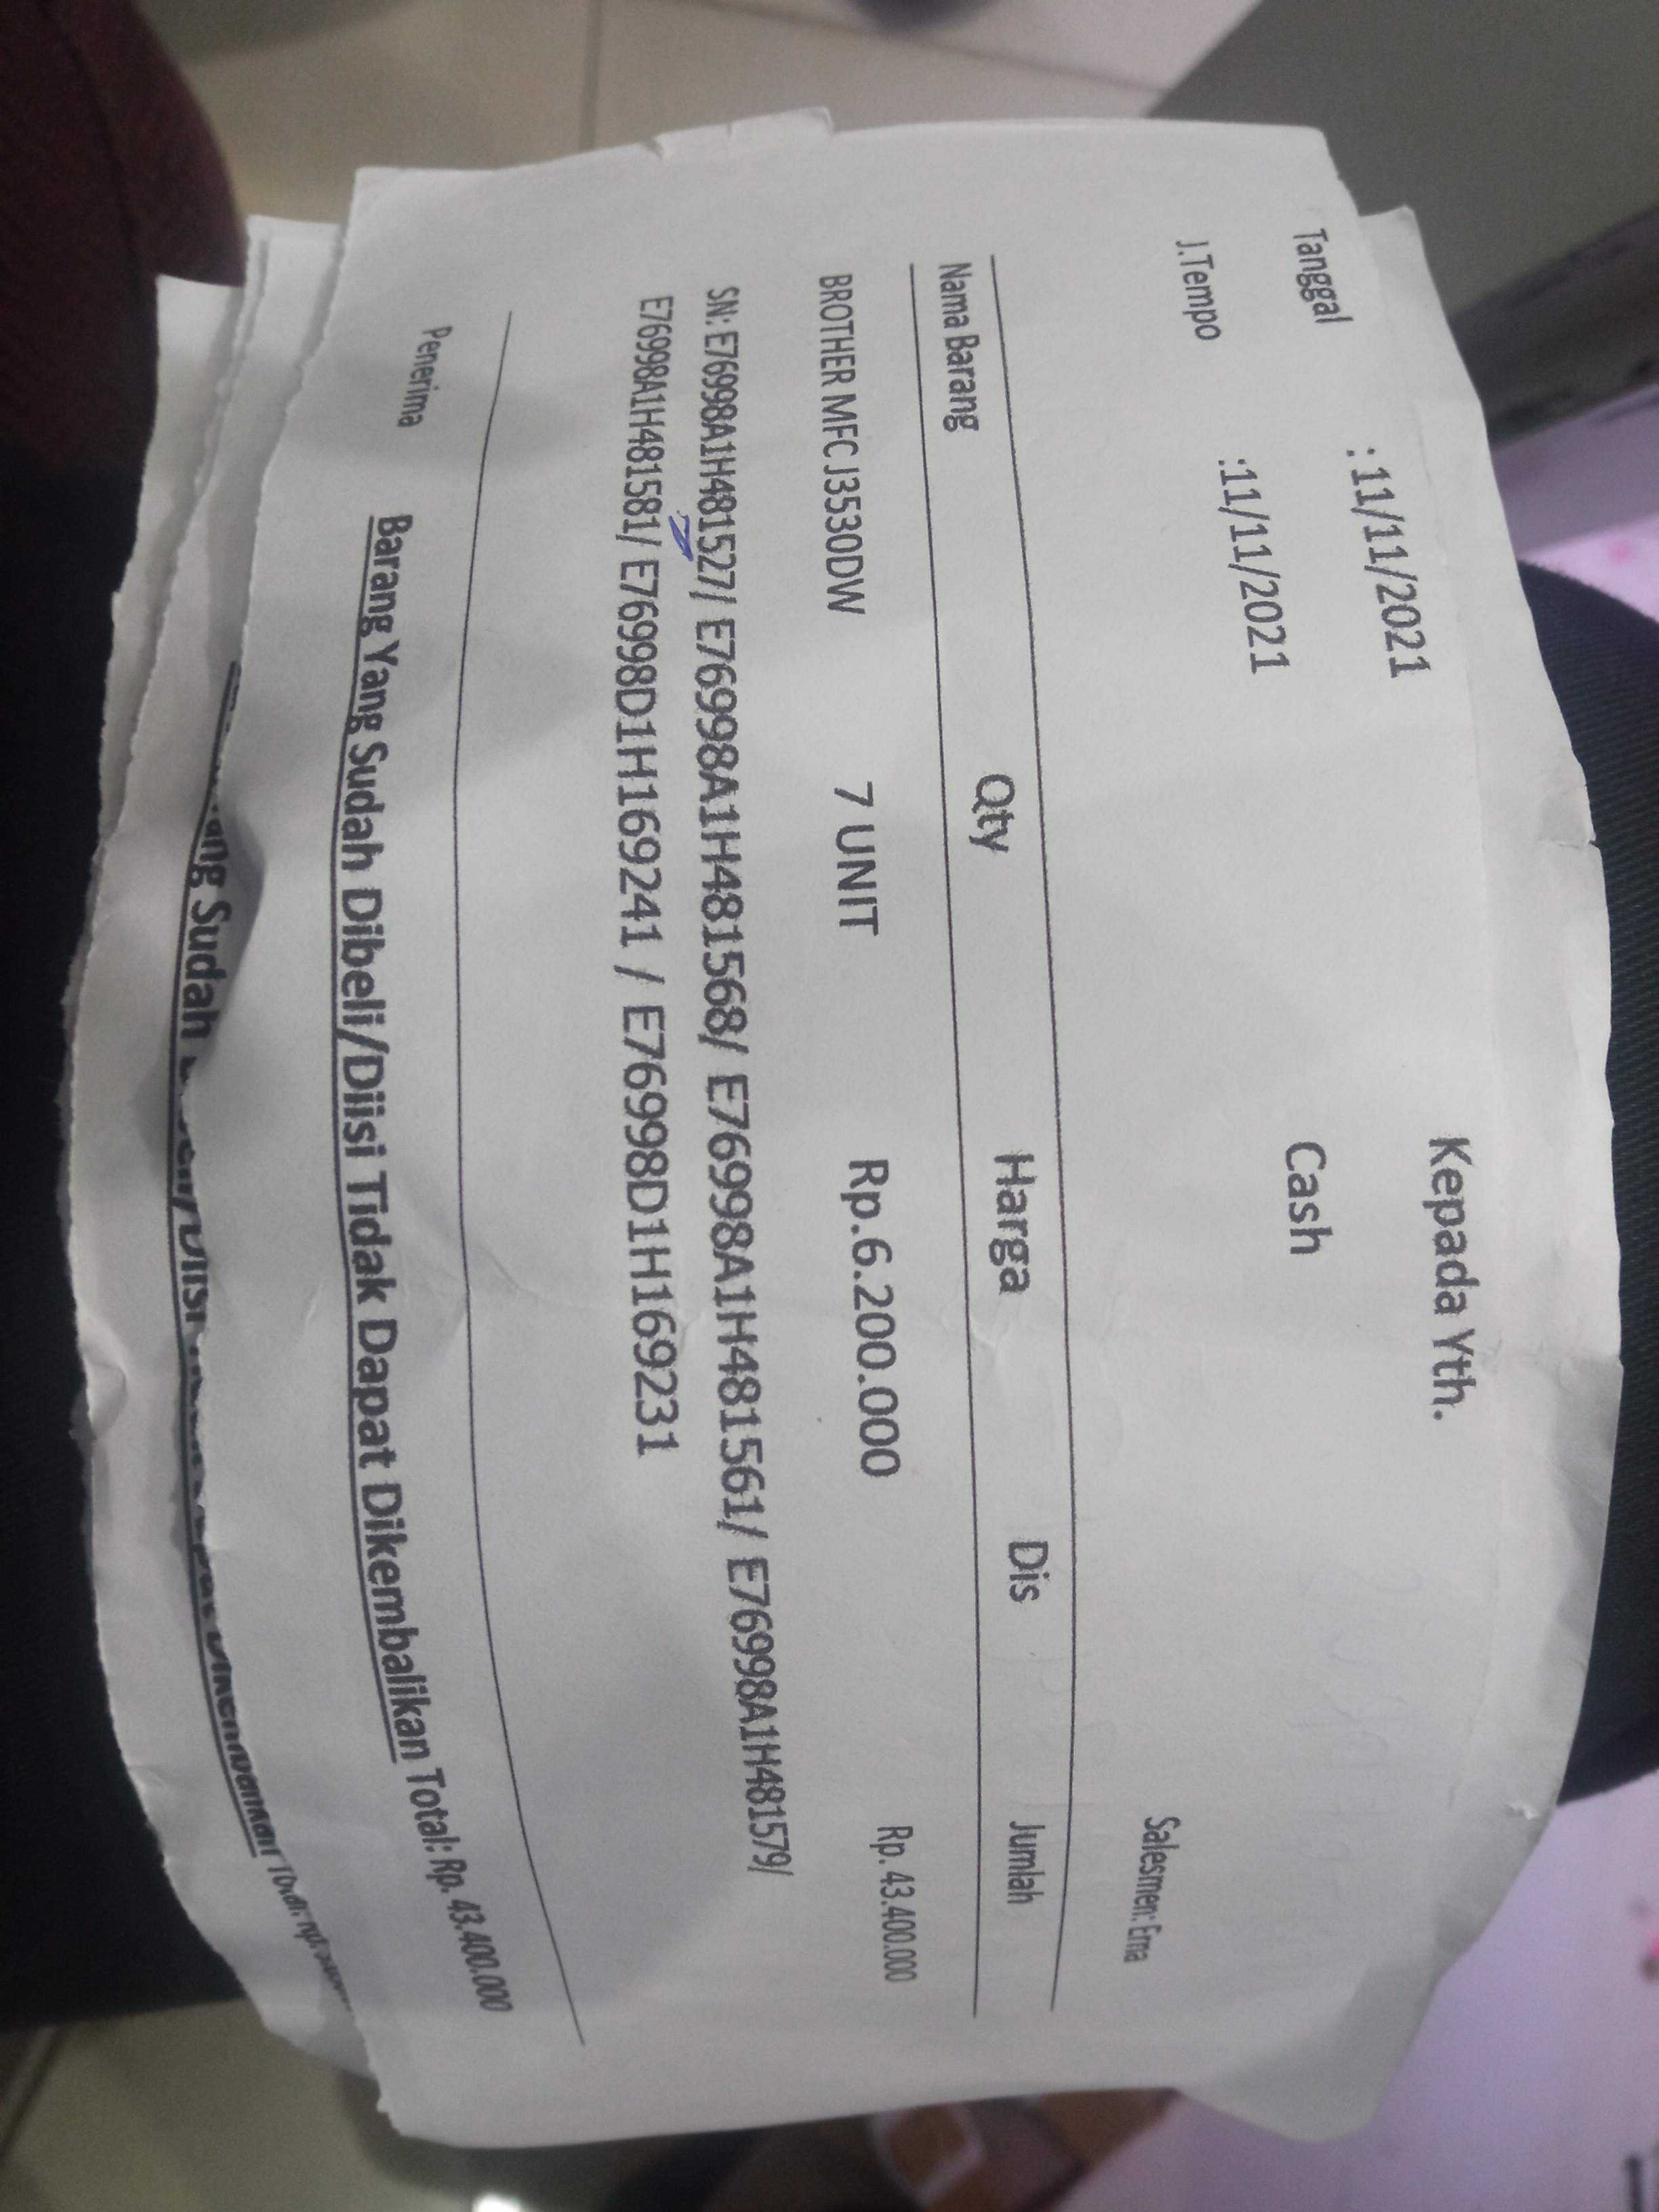 Kepada Yth.
Tanggal : 11/11/2021 Cash
J.Tempo :11/11/2021
Salesmen: Erna
Nama Barang Qty Harga Dis Jumlah
BROTHER MFC J3530DW 7 UNIT Rp.6.200.000 Rp. 43.400.000
SN: E76998A1H481527/ E76998A1H481568/ E76998A1H481561/ E76998A1H481579/
E76998A1H481581/ E76998D1H169241 / E76998D1H169231
Penerima Barang Yang Sudah Dibeli/Diisi Tidak Dapat Dikembalikan Total: Rp. 43.400.000
Sudah